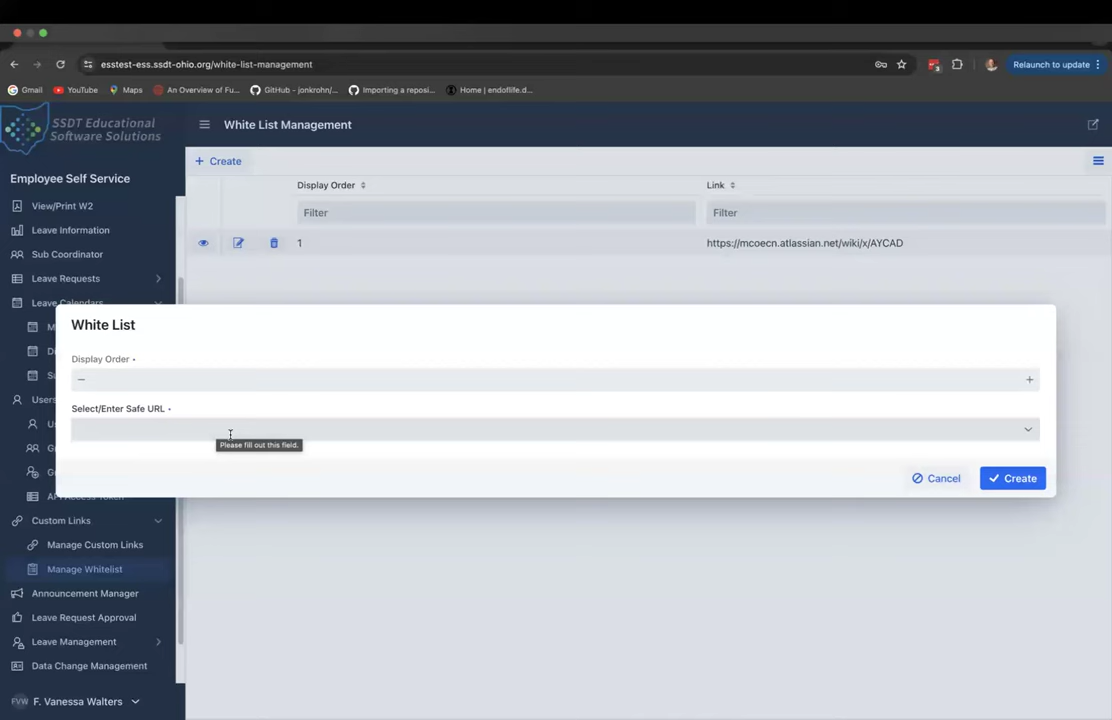 esstest-ess.ssdt-ohio.org/white-list-management
Relaunch to update
Gmail
YouTube
Maps
An Overview of Fu...
GitHub - jonkrohn/...
Importing a reposi...
Home | endoflife.d...
SSDT Educational
Software Solutions
White List Management
Employee Self Service
+ Create
View/Print W2
Display Order
Link
Filter
Filter
Leave Information
1
https://mcoecn.atlassian.net/wiki/x/AYCAD
Sub Coordinator
Leave Requests
Leave Calendars
White List
Display Order •
Select/Enter Safe URL •
Please fill out this field.
Cancel
Create
Users
Custom Links
Manage Custom Links
Manage Whitelist
Announcement Manager
Leave Request Approval
Leave Management
Data Change Management
FVW F. Vanessa Walters